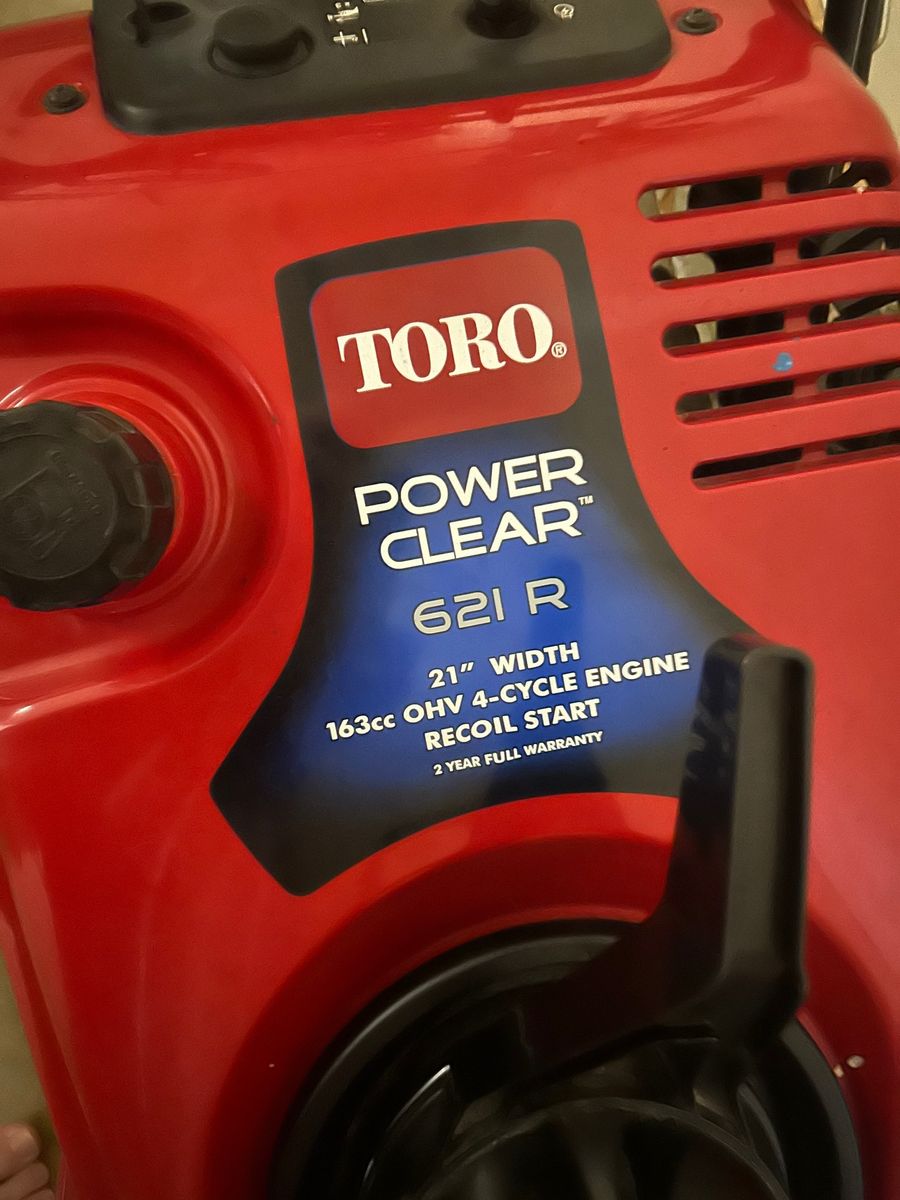 TORO®
POWER
CLEAR™
621 R
21" WIDTH
163cc OHV 4-CYCLE ENGINE
RECOIL START
2 YEAR FULL WARRANTY